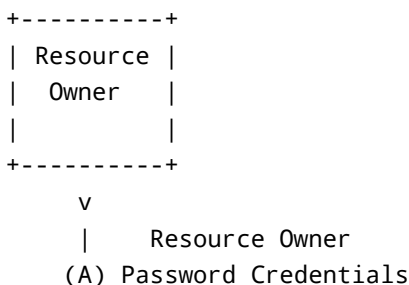 +----------+
| Resource |
|  Owner   |
|          |
+----------+
     v
     |    Resource Owner
    (A) Password Credentials